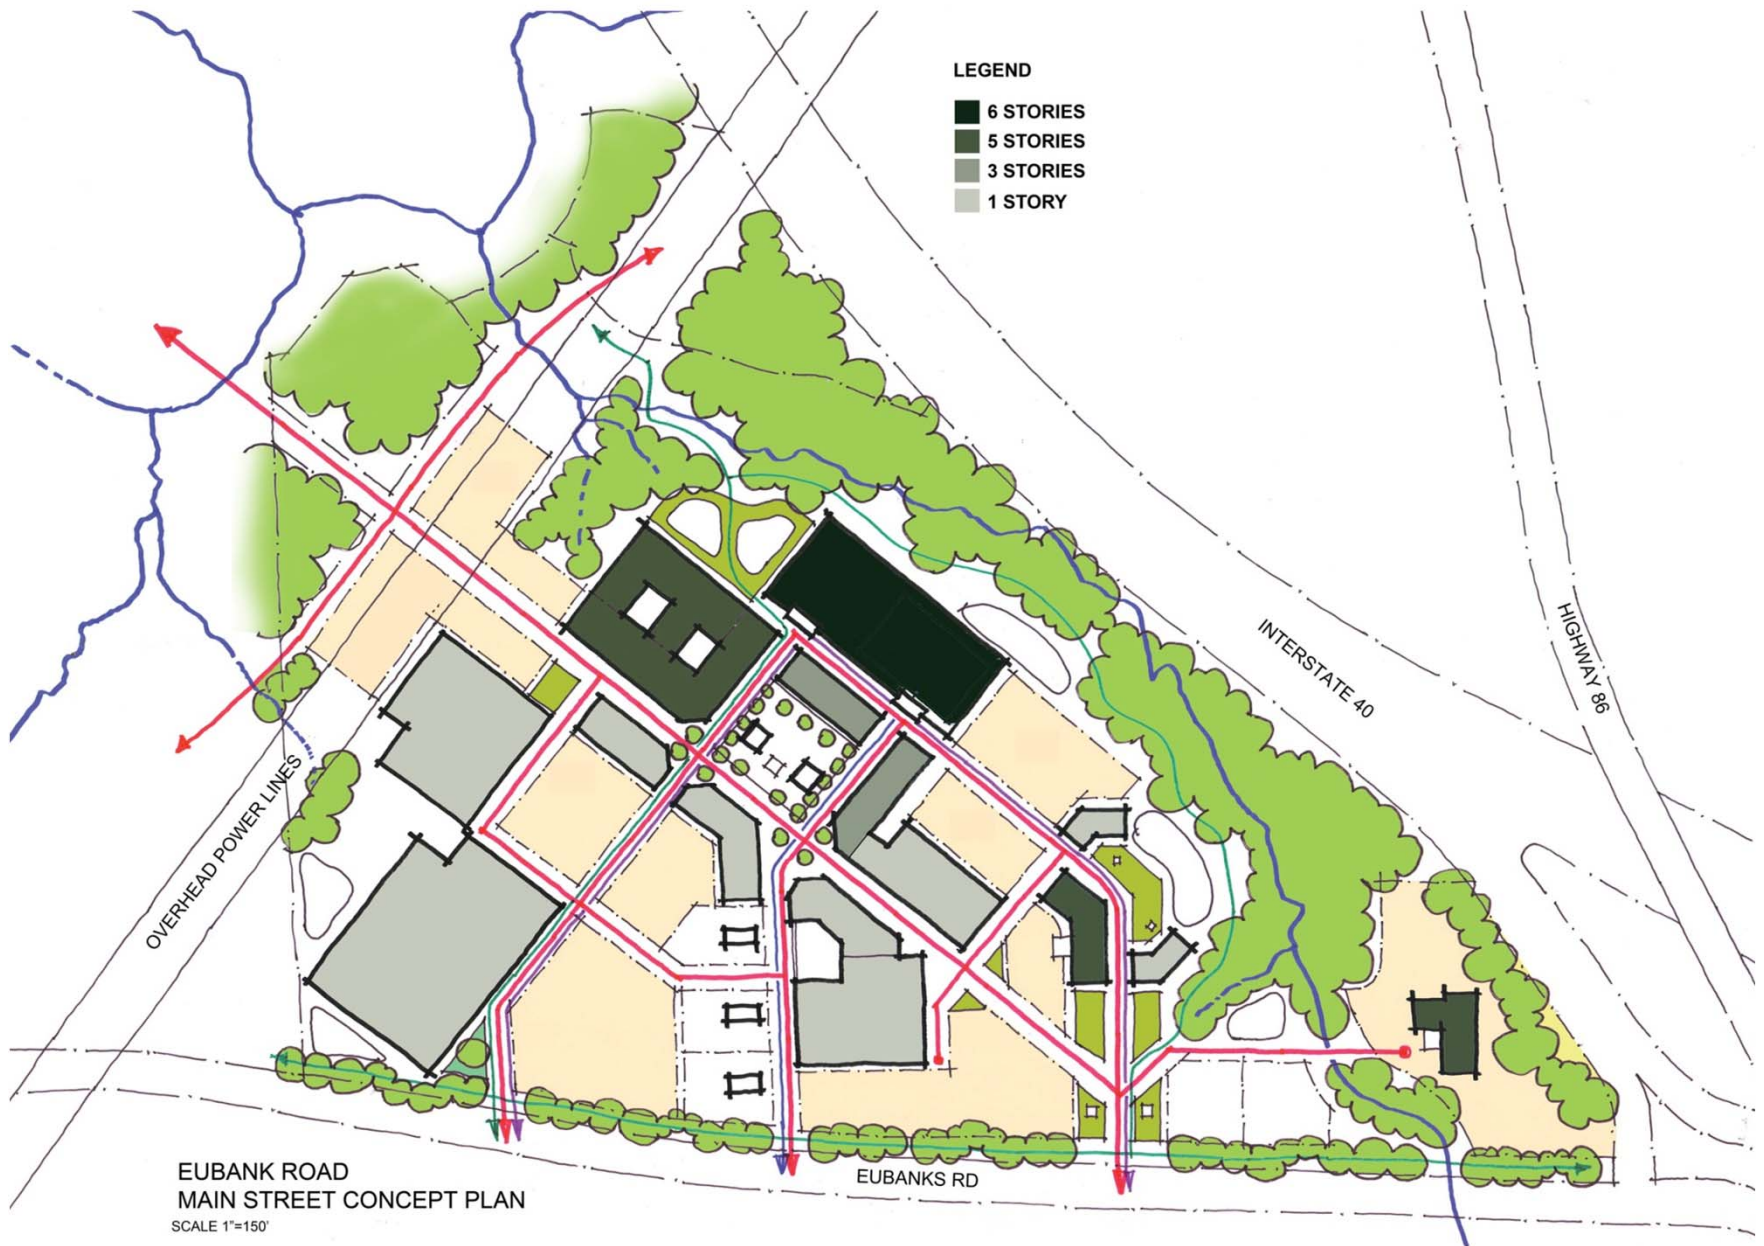 LEGEND
6 STORIES
5 STORIES
3 STORIES
1 STORY
INTERSTATE 40
HIGHWAY 86
OVERHEAD POWER LINES
EUBANKS RD
EUBANK ROAD
MAIN STREET CONCEPT PLAN
SCALE 1"=150'